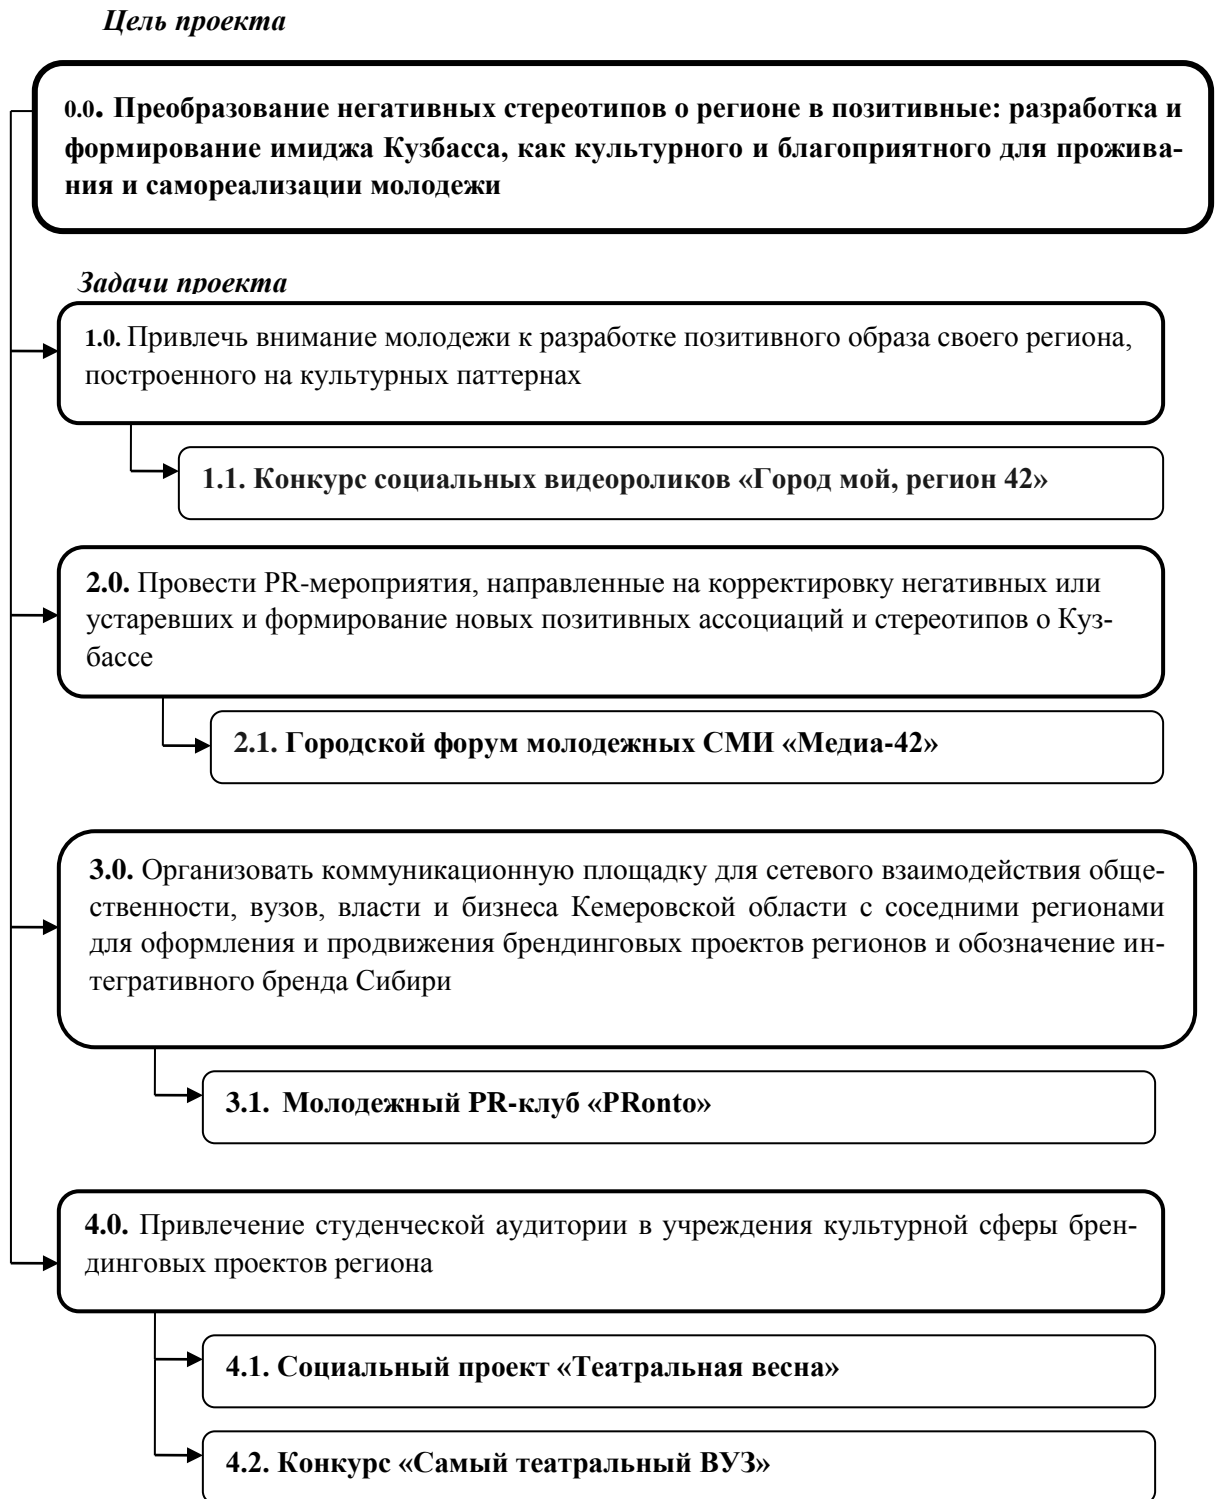 Цель проекта
0.0. Преобразование негативных стереотипов о регионе в позитивные: разработка и
формирование имиджа Кузбасса, как культурного и благоприятного для прожива-
ния и самореализации молодежи
Задачи проекта
1.0. Привлечь внимание молодежи к разработке позитивного образа своего региона,
построенного на культурных паттернах
1.1. Конкурс социальных видеороликов «Город мой, регион 42»
2.0. Провести PR-мероприятия, направленные на корректировку негативных или
устаревших и формирование новых позитивных ассоциаций и стереотипов о Куз-
бассе
2.1. Городской форум молодежных СМИ «Медиа-42»
3.0. Организовать коммуникационную площадку для сетевого взаимодействия обще-
ственности, вузов, власти и бизнеса Кемеровской области с соседними регионами
для оформления и продвижения брендинговых проектов регионов и обозначение ин-
тегративного бренда Сибири
3.1. Молодежный PR-клуб «PRonto»
4.0. Привлечение студенческой аудитории в учреждения культурной сферы брен-
динговых проектов региона
4.1. Социальный проект «Театральная весна»
4.2. Конкурс «Самый театральный ВУЗ»